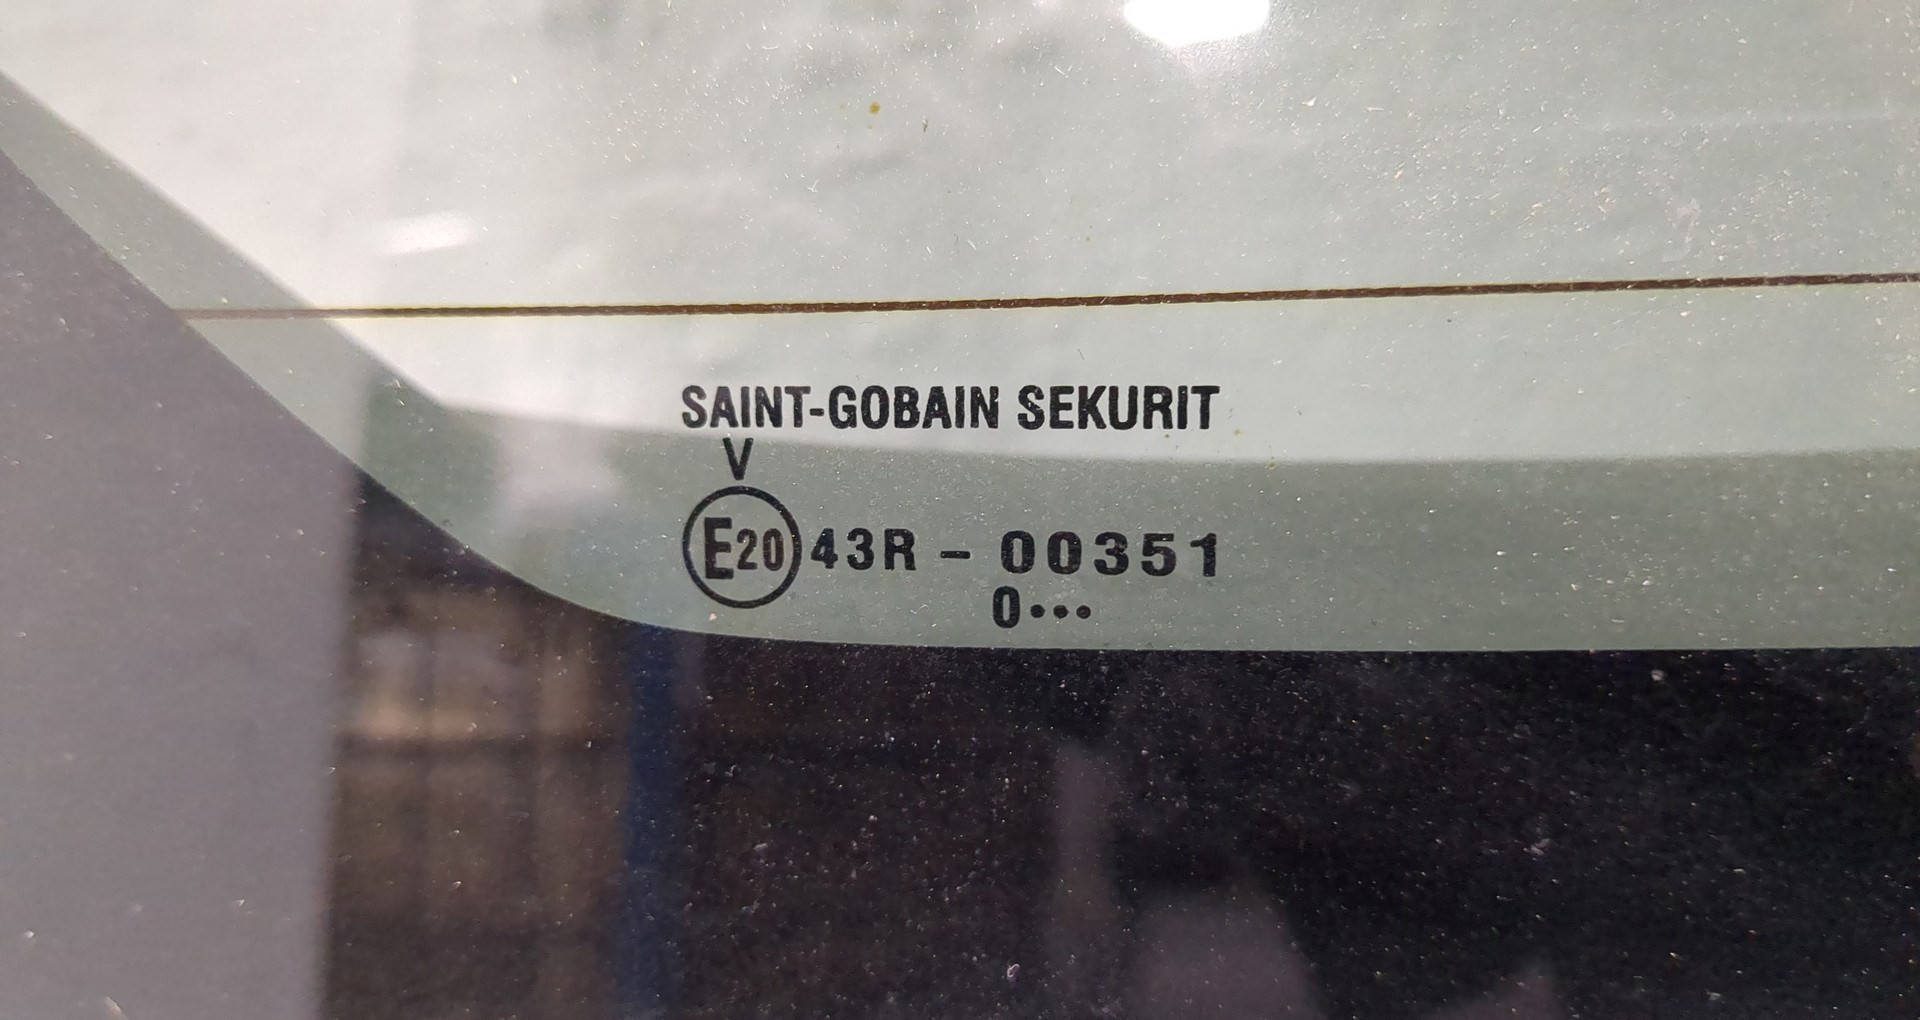 SAINT-GOBAIN SEKURIT
V
E20 43R - 00351
0•••